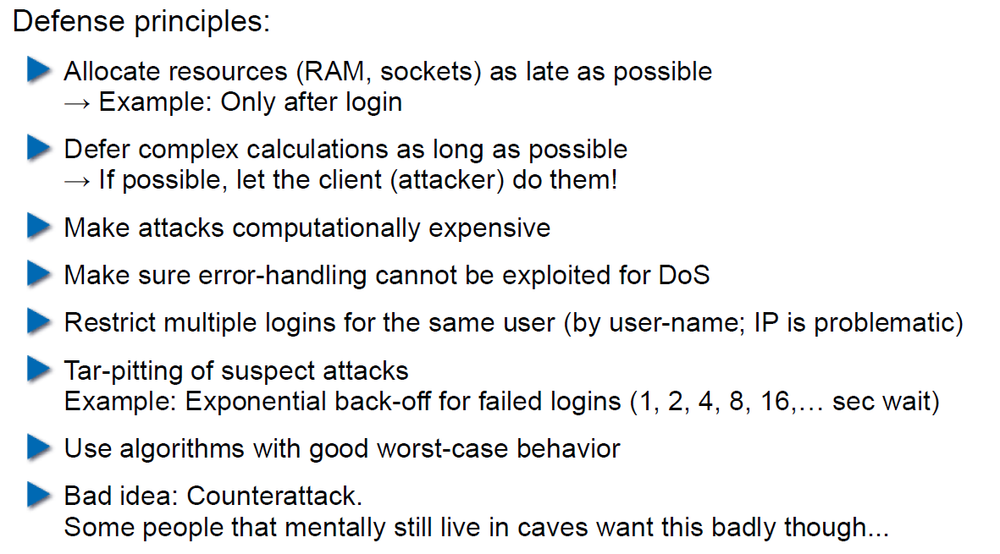 Defense principles:
Allocate resources (RAM, sockets) as late as possible
→ Example: Only after login
Defer complex calculations as long as possible
→ If possible, let the client (attacker) do them!
Make attacks computationally expensive
Make sure error-handling cannot be exploited for DoS
Restrict multiple logins for the same user (by user-name; IP is problematic)
Tar-pitting of suspect attacks
Example: Exponential back-off for failed logins (1, 2, 4, 8, 16,… sec wait)
Use algorithms with good worst-case behavior
Bad idea: Counterattack.
Some people that mentally still live in caves want this badly though...